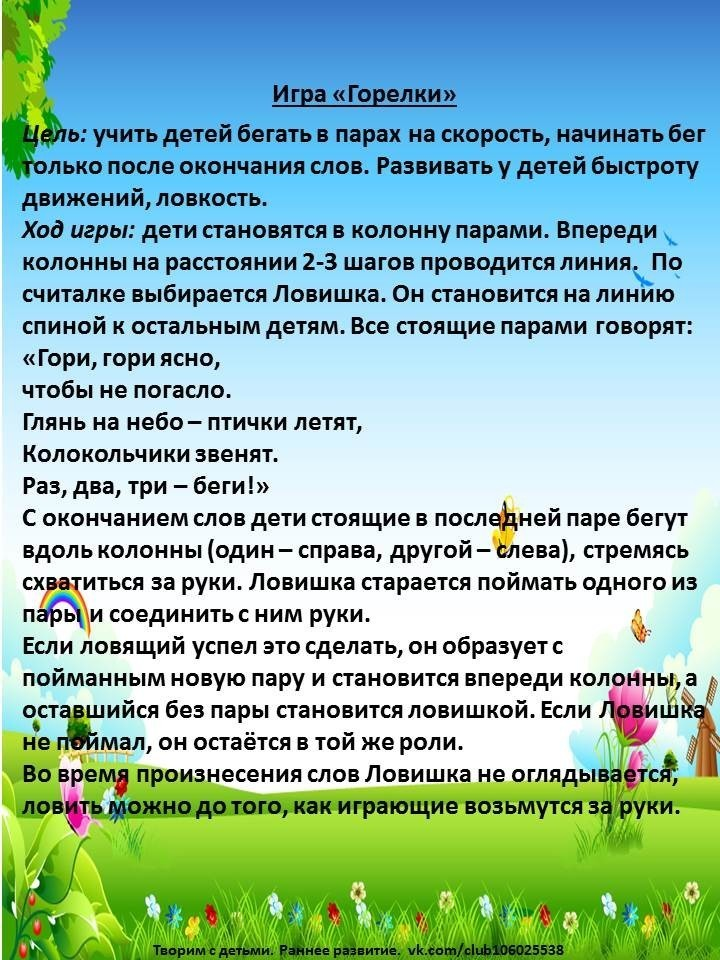 Игра «Горелки»
Цель: учить детей бегать в парах на скорость, начинать бег
только после окончания слов. Развивать у детей быстроту
движений, ловкость.
Ход игры: дети становятся в колонну парами. Впереди
колонны на расстоянии 2-3 шагов проводится линия. По
считалке выбирается Ловишка. Он становится на линию
спиной к остальным детям. Все стоящие парами говорят:
«Гори, гори ясно,
чтобы не погасло.
Глянь на небо – птички летят,
Колокольчики звенят.
Раз, два, три – беги!»
С окончанием слов дети стоящие в последней паре бегут
вдоль колонны (один – справа, другой – слева), стремясь
схватиться за руки. Ловишка старается поймать одного из
пары и соединить с ним руки.
Если ловящий успел это сделать, он образует с
пойманным новую пару и становится впереди колонны, а
оставшийся без пары становится ловишкой. Если Ловишка
не поймал, он остаётся в той же роли.
Во время произнесения слов Ловишка не оглядывается,
ловить можно до того, как играющие возьмутся за руки.
Творим с детьми. Раннее развитие. vk.com/club106025538